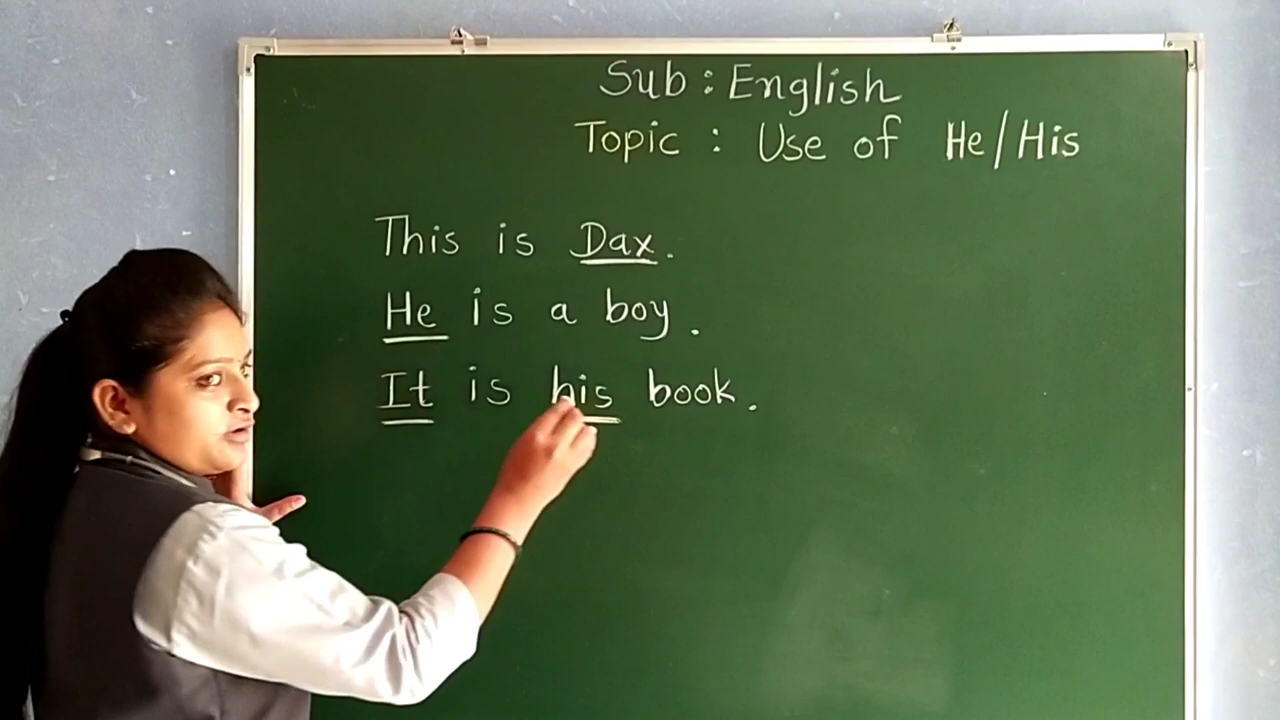 Sub : English
Topic : Use of He/His
This is Dax.
He is a boy.
It is his book.